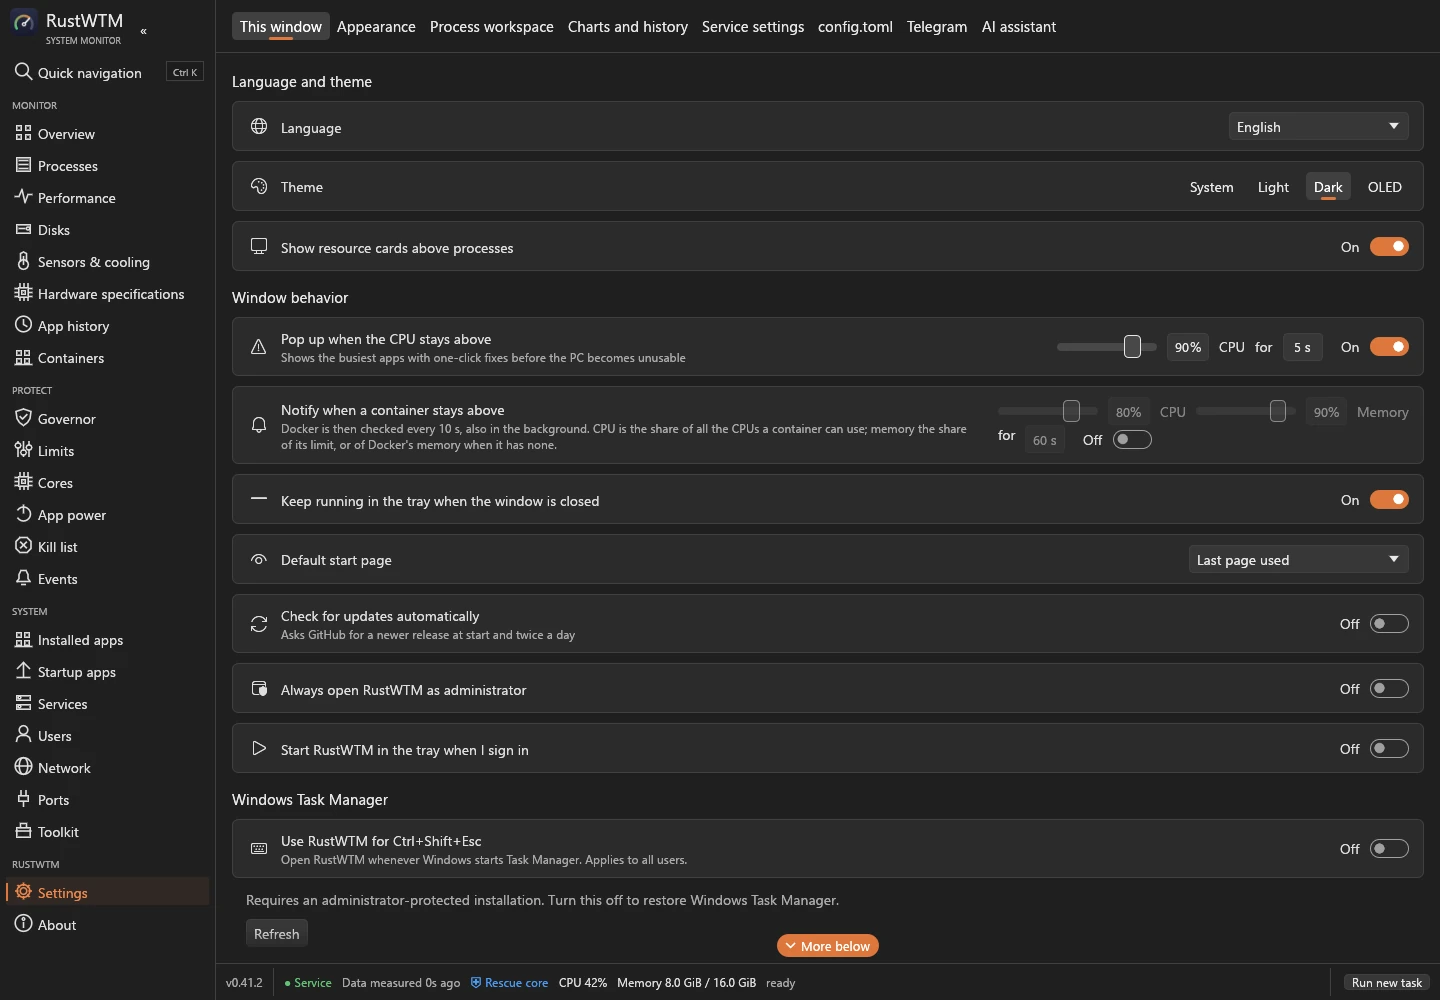 RustWTM
SYSTEM MONITOR
«
Quick navigation Ctrl K
MONITOR
Overview
Processes
Performance
Disks
Sensors & cooling
Hardware specifications
App history
Containers
PROTECT
Governor
Limits
Cores
App power
Kill list
Events
SYSTEM
Installed apps
Startup apps
Services
Users
Network
Ports
Toolkit
RUSTWTM
Settings
About
This window Appearance Process workspace Charts and history Service settings config.toml Telegram AI assistant
Language and theme
Language English
Theme System Light Dark OLED
Show resource cards above processes On
Window behavior
Pop up when the CPU stays above 90% CPU for 5 s On
Shows the busiest apps with one-click fixes before the PC becomes unusable
Notify when a container stays above 80% CPU 90% Memory
Docker is then checked every 10 s, also in the background. CPU is the share of all the CPUs a container can use; memory the share
of its limit, or of Docker's memory when it has none.
for 60 s Off
Keep running in the tray when the window is closed On
Default start page Last page used
Check for updates automatically Off
Asks GitHub for a newer release at start and twice a day
Always open RustWTM as administrator Off
Start RustWTM in the tray when I sign in Off
Windows Task Manager
Use RustWTM for Ctrl+Shift+Esc Off
Open RustWTM whenever Windows starts Task Manager. Applies to all users.
Requires an administrator-protected installation. Turn this off to restore Windows Task Manager.
Refresh
More below
v0.41.2 Service Data measured 0s ago Rescue core CPU 42% Memory 8.0 GiB / 16.0 GiB ready Run new task